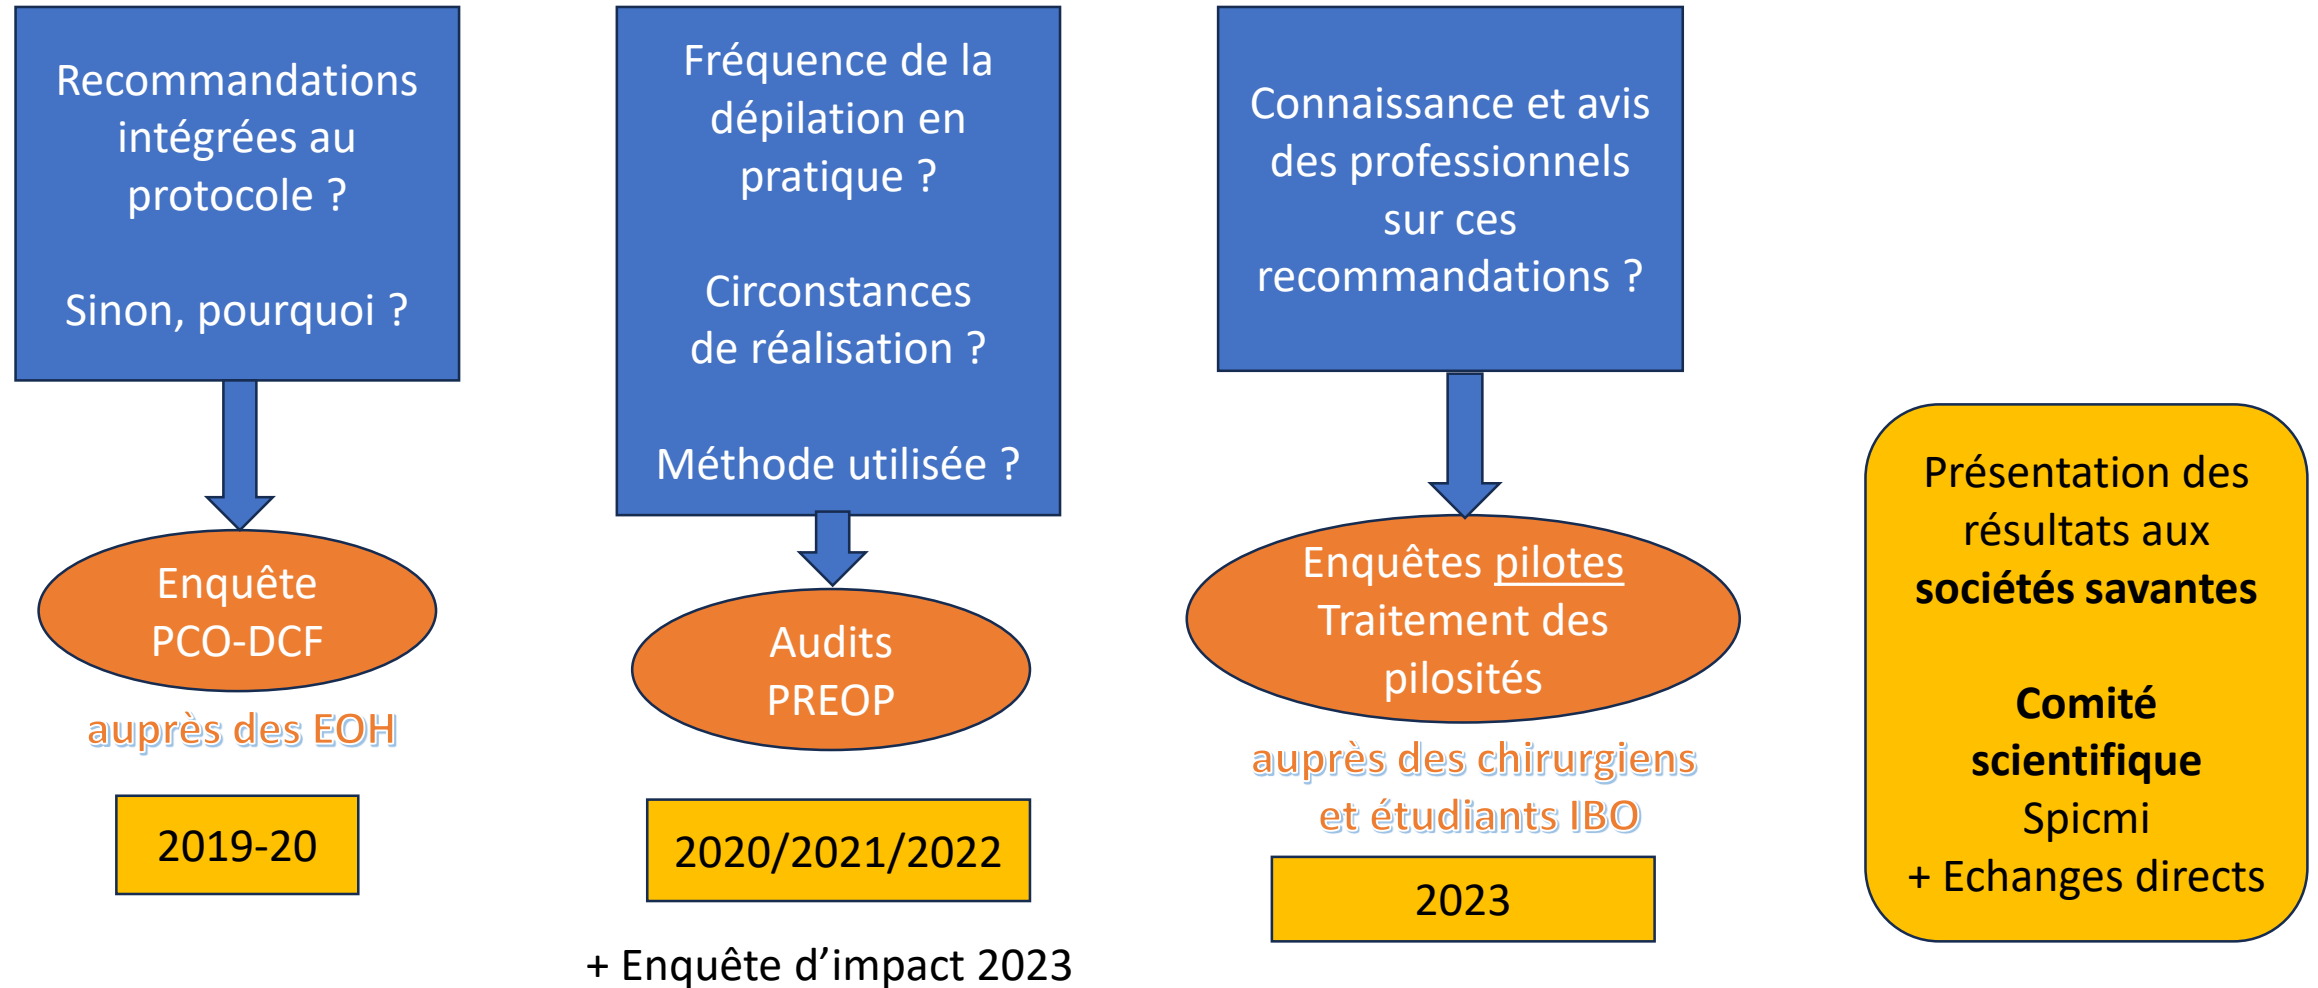 Recommandations
intégrées au
protocole ?
Sinon, pourquoi ?
Enquête
PCO-DCF
auprès des EOH
2019-20
Fréquence de la
dépilation en
pratique ?
Circonstances
de réalisation ?
Méthode utilisée ?
Audits
PREOP
2020/2021/2022
+ Enquête d’impact 2023
Connaissance et avis
des professionnels
sur ces
recommandations ?
Enquêtes pilotes
Traitement des
pilosités
auprès des chirurgiens
et étudiants IBO
2023
Présentation des
résultats aux
sociétés savantes
Comité
scientifique
Spicmi
+ Echanges directs